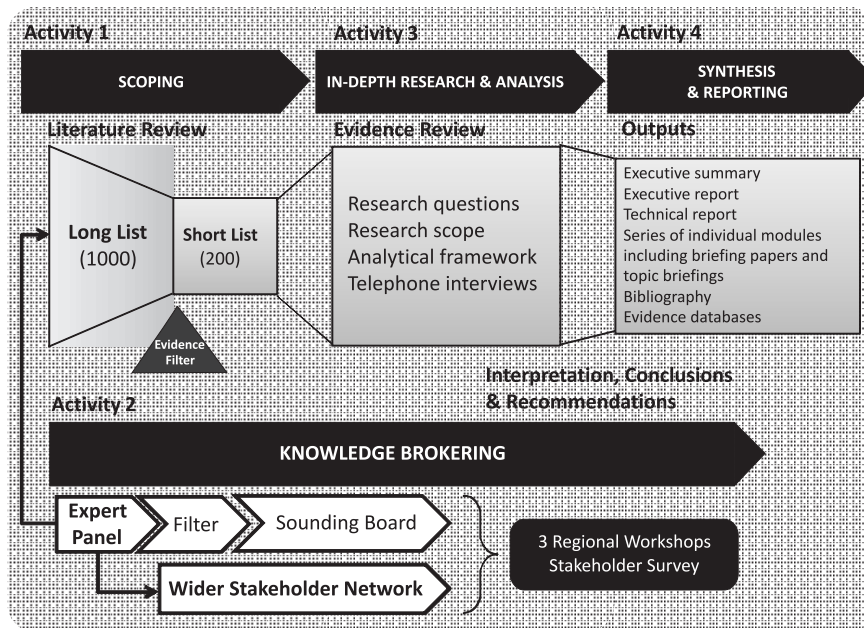 Activity 1
Activity 3
Activity 4
SCOPING
IN-DEPTH RESEARCH & ANALYSIS
SYNTHESIS
& REPORTING
Literature Review
Evidence Review
Outputs
Long List
(1000)
Short List
(200)
Evidence
Filter
Research questions
Research scope
Analytical framework
Telephone interviews
Executive summary
Executive report
Technical report
Series of individual modules
including briefing papers and
topic briefings
Bibliography
Evidence databases
Interpretation, Conclusions
& Recommendations
Activity 2
KNOWLEDGE BROKERING
Expert
Panel
Filter
Sounding Board
Wider Stakeholder Network
3 Regional Workshops
Stakeholder Survey